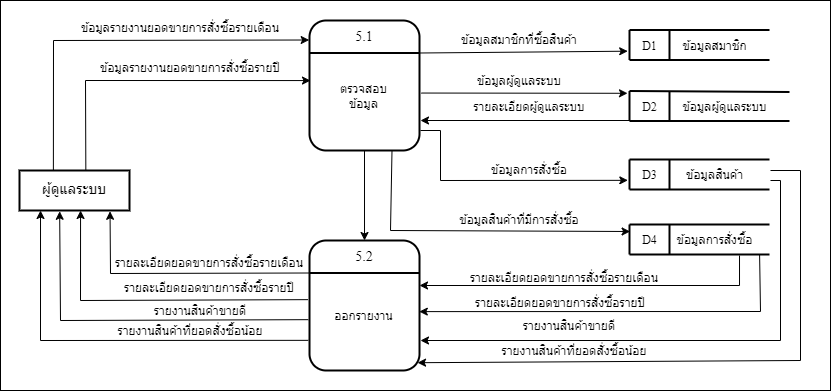 ข้อมูลรายงานยอดขายการสั่งซื้อรายเดือน
5.1
ข้อมูลสมาชิกที่ซื้อสินค้า
D1
ข้อมูลสมาชิก
ข้อมูลรายงานยอดขายการสั่งซื้อรายปี
ตรวจสอบ
ข้อมูล
ข้อมูลผู้ดูแลระบบ
รายละเอียดผู้ดูแลระบบ
D2
ข้อมูลผู้ดูแลระบบ
ข้อมูลการสั่งซื้อ
D3
ข้อมูลสินค้า
ผู้ดูแลระบบ
ข้อมูลสินค้าที่มีการสั่งซื้อ
D4
ข้อมูลการสั่งซื้อ
5.2
รายละเอียดยอดขายการสั่งซื้อรายเดือน
รายละเอียดยอดขายการสั่งซื้อรายเดือน
รายละเอียดยอดขายการสั่งซื้อรายปี
รายละเอียดยอดขายการสั่งซื้อรายปี
รายงานสินค้าขายดี
ออกรายงาน
รายงานสินค้าขายดี
รายงานสินค้าที่ยอดสั่งซื้อน้อย
รายงานสินค้าที่ยอดสั่งซื้อน้อย